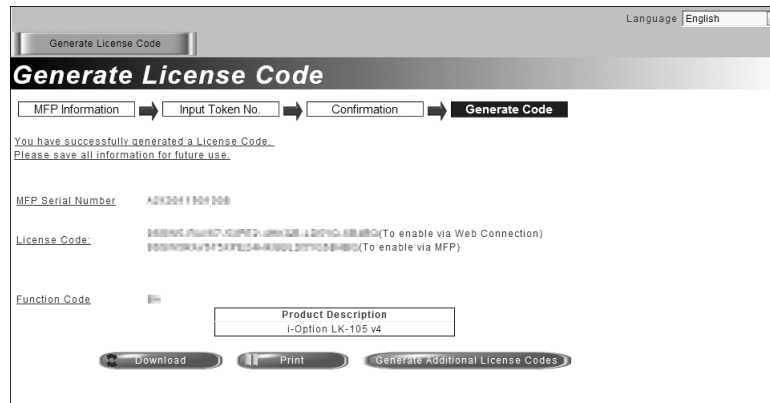 Language English
Generate License Code
Generate License Code
MFP Information Input Token No. Confirmation Generate Code
You have successfully generated a License Code.
Please save all information for future use.
MFP Serial Number
(To enable via Web Connection)
License Code:
(To enable via MFP)
Function Code
Product Description
i-Option LK-105 v4
Download Print Generate Additional License Codes